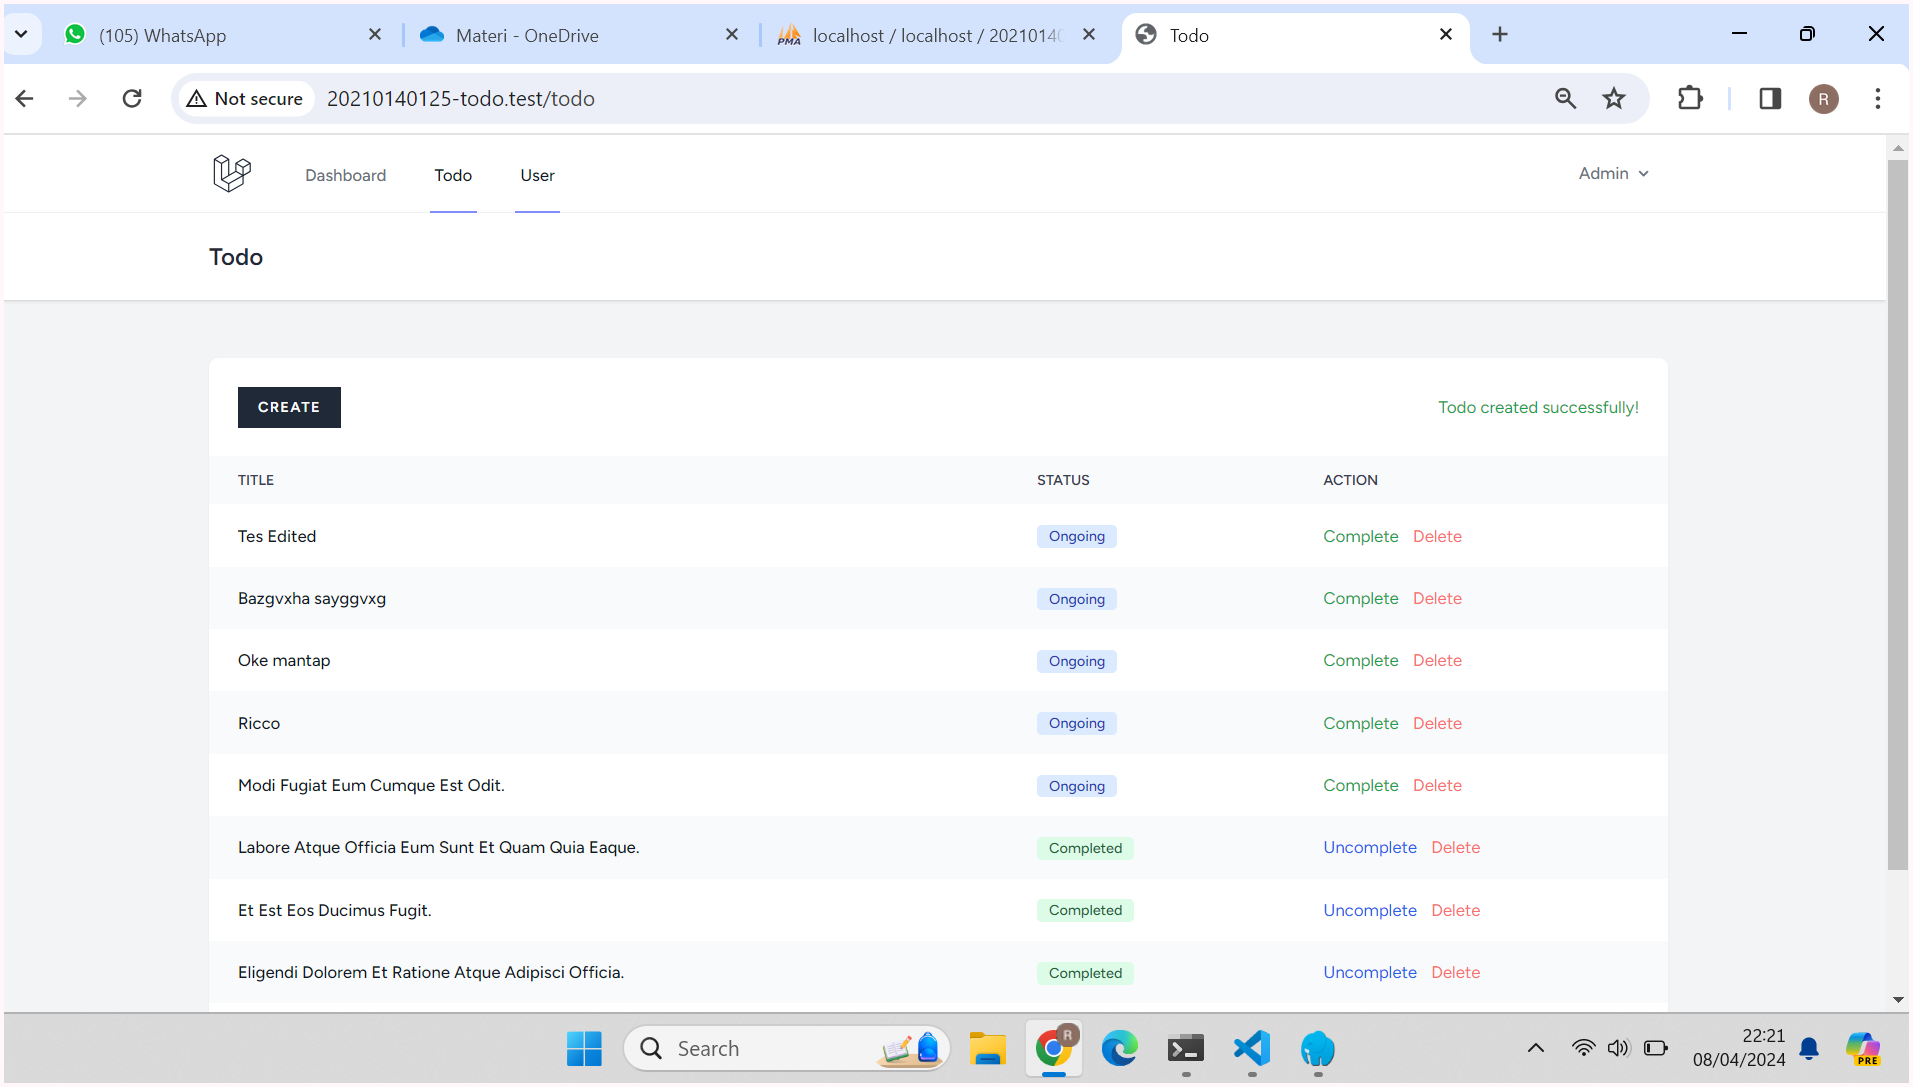 (105) WhatsApp
Materi - OneDrive
localhost / localhost / 2021014
Todo
Not secure
20210140125-todo.test/todo
R
Dashboard
Todo
User
Admin
Todo
CREATE
Todo created successfully!
TITLE STATUS ACTION
Tes Edited Ongoing Complete Delete
Bazgvxha sayggvxg Ongoing Complete Delete
Oke mantap Ongoing Complete Delete
Ricco Ongoing Complete Delete
Modi Fugiat Eum Cumque Est Odit. Ongoing Complete Delete
Labore Atque Officia Eum Sunt Et Quam Quia Eaque. Completed Uncomplete Delete
Et Est Eos Ducimus Fugit. Completed Uncomplete Delete
Eligendi Dolorem Et Ratione Atque Adipisci Officia. Completed Uncomplete Delete
Search
R
22:21
08/04/2024
PRE
PMA